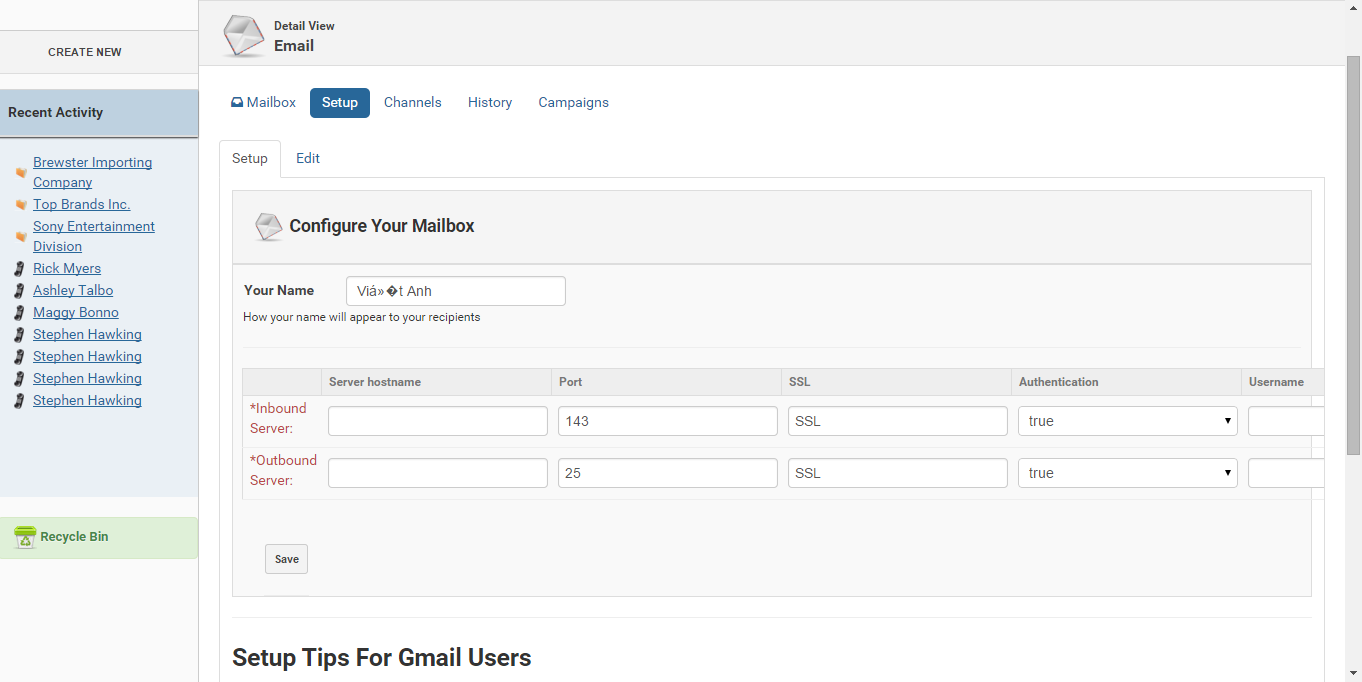 CREATE NEW
Recent Activity
Brewster Importing
Company
Top Brands Inc.
Sony Entertainment
Division
Rick Myers
Ashley Talbo
Maggy Bonno
Stephen Hawking
Stephen Hawking
Stephen Hawking
Stephen Hawking
Recycle Bin
Detail View
Email
Mailbox Setup Channels History Campaigns
Setup Edit
Configure Your Mailbox
Your Name Viá»�t Anh
How your name will appear to your recipients
Server hostname Port SSL Authentication Username
*Inbound
Server: 143 SSL true
*Outbound
Server: 25 SSL true
Save
Setup Tips For Gmail Users